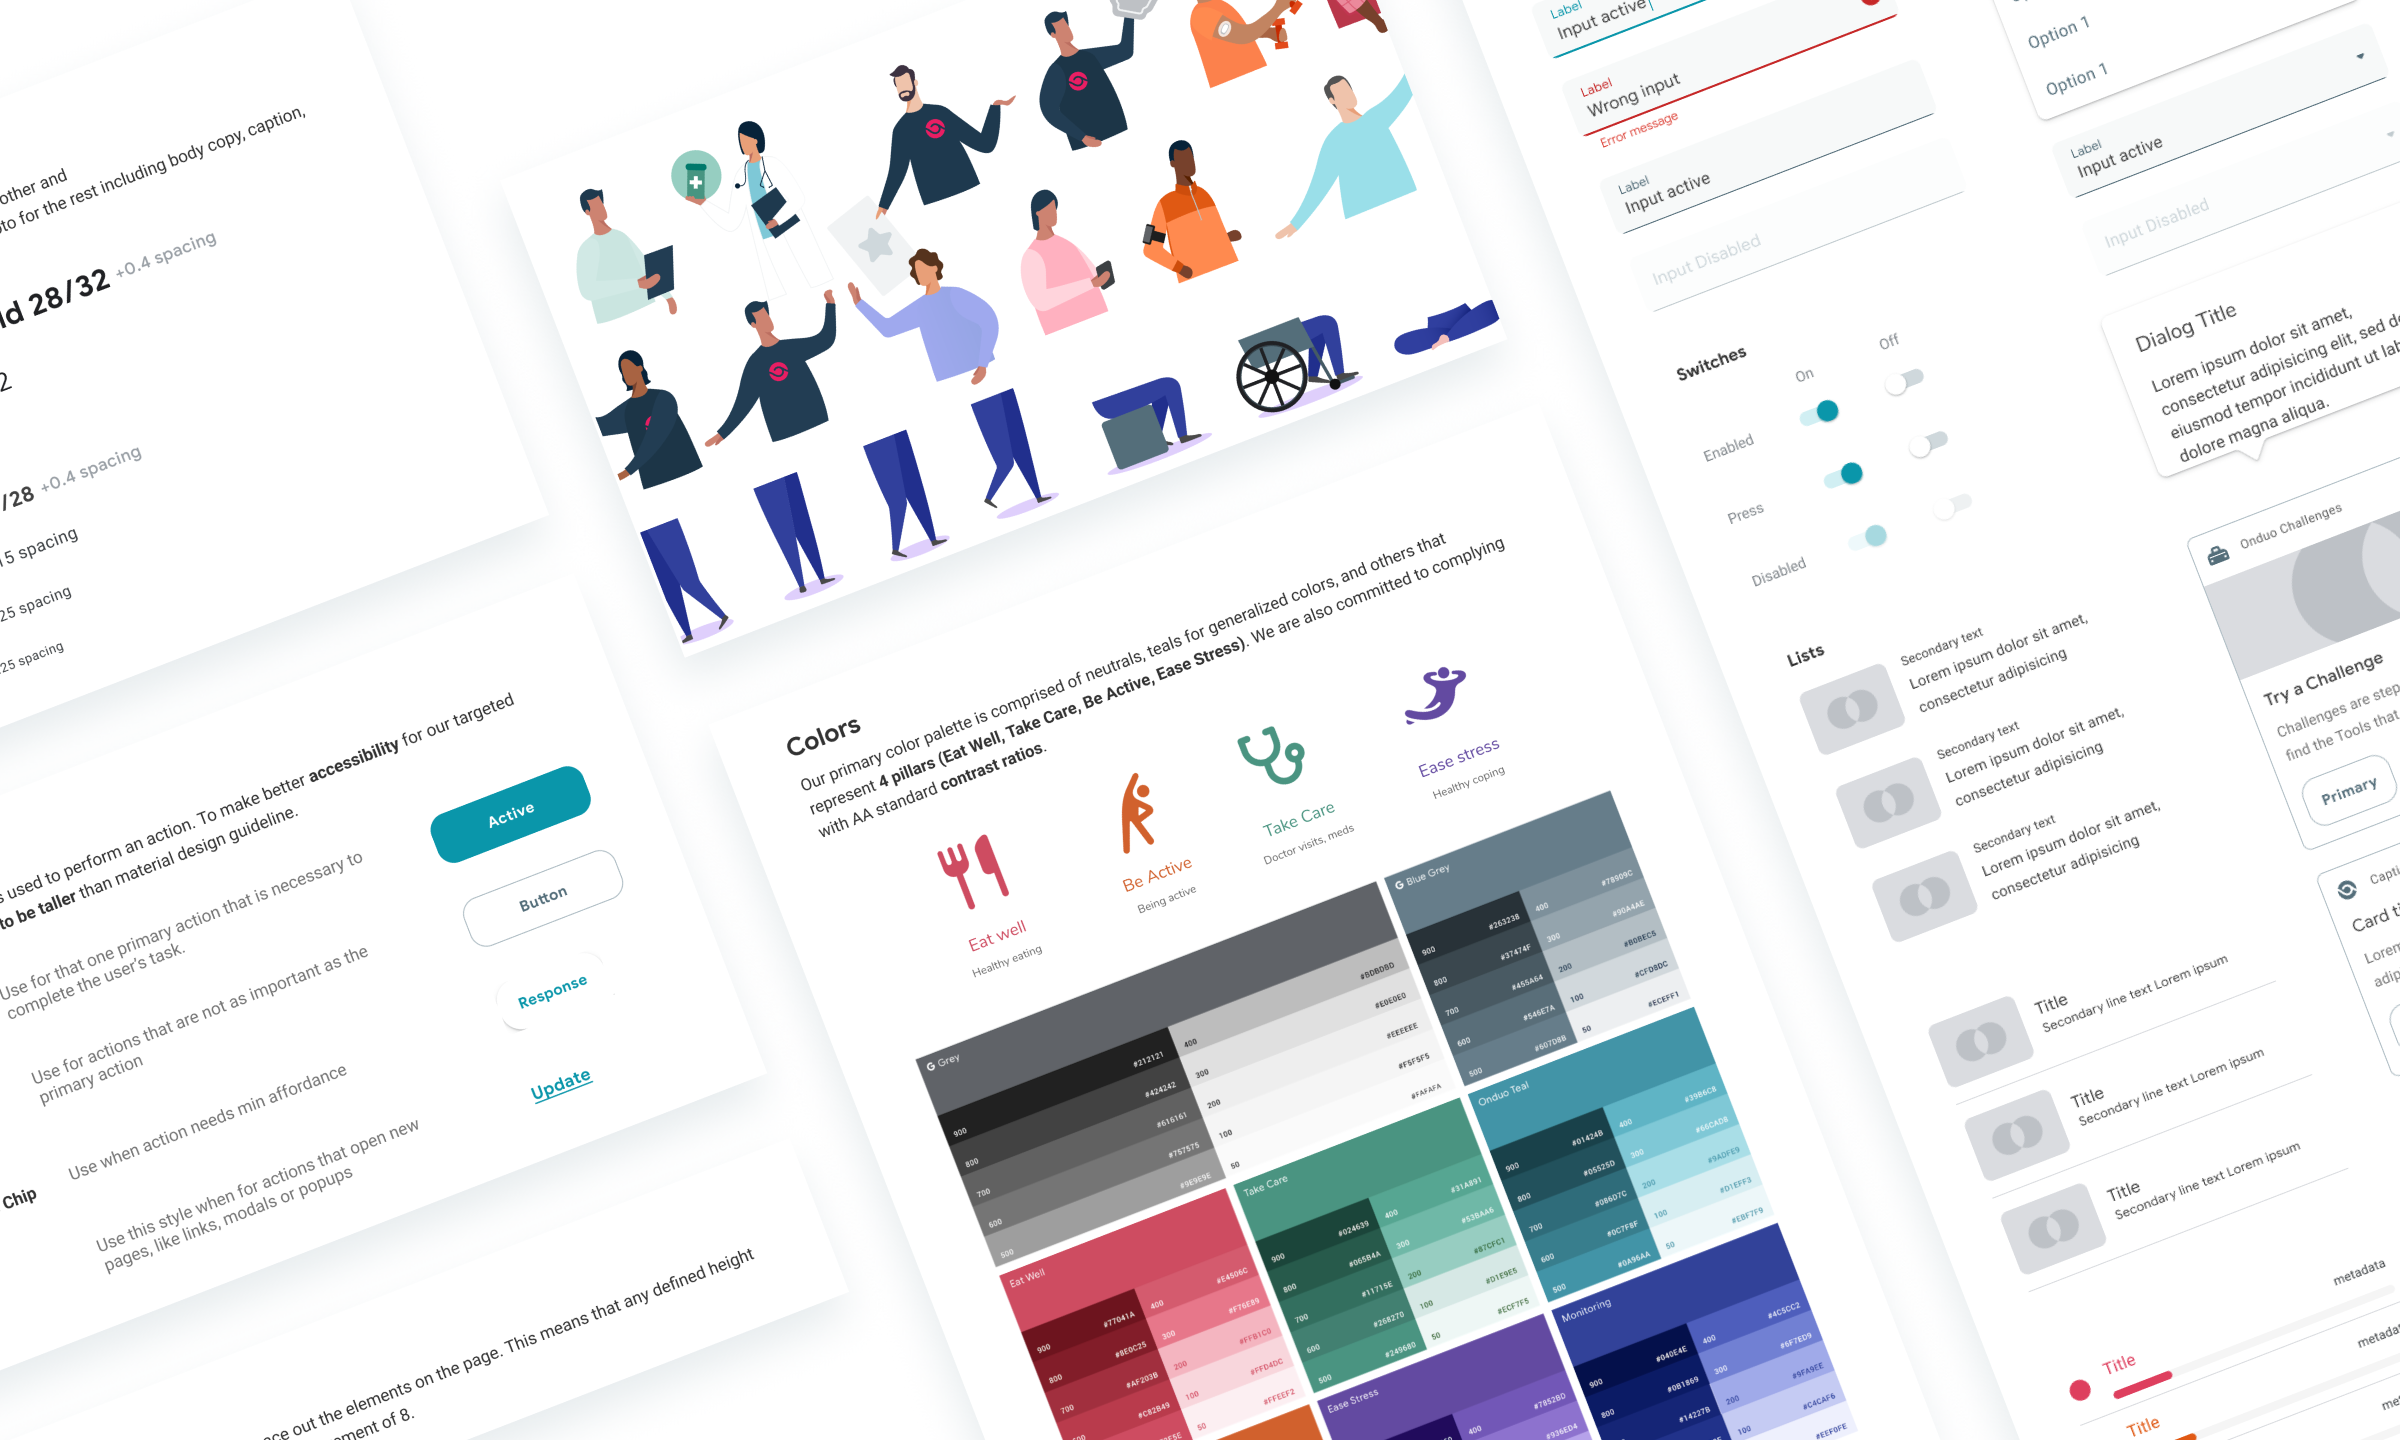 other and
to for the rest including body copy, caption,
ld 28/32 +0.4 spacing
2
/28 +0.4 spacing
15 spacing
25 spacing
25 spacing
s used to perform an action. To make better accessibility for our targeted
to be taller than material design guideline.
Use for that one primary action that is necessary to
complete the user's task.
Active
Use for actions that are not as important as the
primary action
Button
Use when action needs min affordance
Response
Chip
Use this style when for actions that open new
pages, like links, modals or popups
Update
ce out the elements on the page. This means that any defined height
ment of 8.
Colors
Our primary color palette is comprised of neutrals, teals for generalized colors, and others that
represent 4 pillars (Eat Well, Take Care, Be Active, Ease Stress). We are also committed to complying
with AA standard contrast ratios.
Eat well
Healthy eating
Be Active
Being active
Take Care
Doctor visits, meds
Ease stress
Healthy coping
G Grey
900 #212121
800 #424242
700 #616161
600 #757575
500 #9E9E9E
400 #BDBDBD
300 #E0E0E0
200 #EEEEEE
100 #F5F5F5
50 #FAFAFA
G Blue Grey
900 #263238
800 #37474F
700 #455A64
600 #546E7A
500 #607D8B
400 #78909C
300 #90A4AE
200 #B0BEC5
100 #CFD8DC
50 #ECEFF1
Eat Well
900 #77041A
800 #8E0C25
700 #AF203B
600 #C82B49
400 #E4506C
300 #F76E89
200 #FFB1C0
100 #FFD4DC
50 #FFEEF2
Take Care
900 #024639
800 #065B4A
700 #11715E
600 #268270
500 #249680
400 #31A891
300 #53BAA6
200 #87CFC1
100 #D1E9E5
50 #ECF7F5
Onduo Teal
900 #01424B
800 #05525D
700 #086D7C
600 #0C7F8F
500 #0A96AA
400 #39B6C8
300 #66CAD8
200 #9ADFE9
100 #D1EFF3
50 #EBF7F9
Ease Stress
400 #7852BD
#936ED4
Monitoring
900 #040E4E
800 #0B1869
700 #14227B
400 #4C5CC2
300 #6F7ED9
200 #9FA9EE
100 #C4CAF6
50 #EEF0FE
Label
Input active
Label
Wrong input
Error message
Label
Input active
Input Disabled
Option 1
Option 1
Label
Input active
Input Disabled
Switches
On
Off
Enabled
Press
Disabled
Dialog Title
Lorem ipsum dolor sit amet,
consectetur adipisicing elit, sed do
eiusmod tempor incididunt ut lab
dolore magna aliqua.
Lists
Secondary text
Lorem ipsum dolor sit amet,
consectetur adipisicing
Secondary text
Lorem ipsum dolor sit amet,
consectetur adipisicing
Secondary text
Lorem ipsum dolor sit amet,
consectetur adipisicing
Title
Secondary line text Lorem ipsum
Title
Secondary line text Lorem ipsum
Title
Secondary line text Lorem ipsum
Onduo Challenges
Try a Challenge
Challenges are step
find the Tools that
Primary
Capti
Card ti
Lorem
adip
metadata
Title
metadat
Title
me